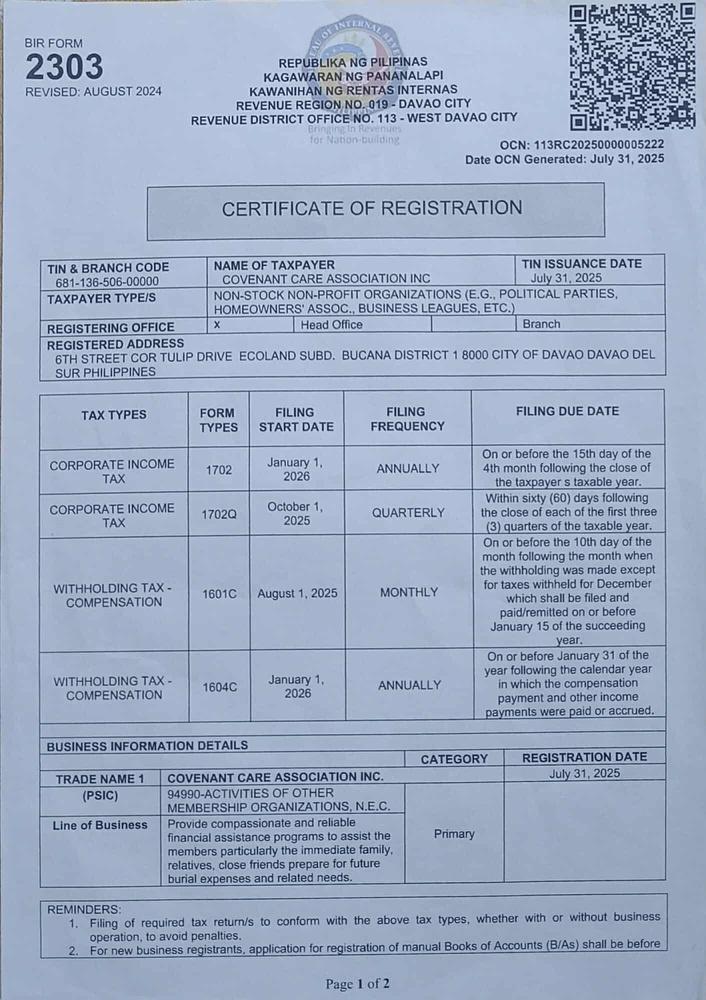 BIR FORM
2303
REVISED: AUGUST 2024
REPUBLIKA NG PILIPINAS
KAGAWARAN NG PANANALAPI
KAWANIHAN NG RENTAS INTERNAS
REVENUE REGION NO. 019 - DAVAO CITY
REVENUE DISTRICT OFFICE NO. 113 - WEST DAVAO CITY
Bringing In Revenues
for Nation-building
OCN: 113RC20250000005222
Date OCN Generated: July 31, 2025
CERTIFICATE OF REGISTRATION
TIN & BRANCH CODE
681-136-506-00000
NAME OF TAXPAYER
COVENANT CARE ASSOCIATION INC
TIN ISSUANCE DATE
July 31, 2025
TAXPAYER TYPE/S
NON-STOCK NON-PROFIT ORGANIZATIONS (E.G., POLITICAL PARTIES,
HOMEOWNERS' ASSOC., BUSINESS LEAGUES, ETC.)
REGISTERING OFFICE x Head Office Branch
REGISTERED ADDRESS
6TH STREET COR TULIP DRIVE ECOLAND SUBD. BUCANA DISTRICT 1 8000 CITY OF DAVAO DAVAO DEL
SUR PHILIPPINES
TAX TYPES
FORM
TYPES
FILING
START DATE
FILING
FREQUENCY
FILING DUE DATE
CORPORATE INCOME
TAX
1702
January 1,
2026
ANNUALLY
On or before the 15th day of the
4th month following the close of
the taxpayer s taxable year.
CORPORATE INCOME
TAX
1702Q
October 1,
2025
QUARTERLY
Within sixty (60) days following
the close of each of the first three
(3) quarters of the taxable year.
WITHHOLDING TAX -
COMPENSATION
1601C
August 1, 2025
MONTHLY
On or before the 10th day of the
month following the month when
the withholding was made except
for taxes withheld for December
which shall be filed and
paid/remitted on or before
January 15 of the succeeding
year.
WITHHOLDING TAX -
COMPENSATION
1604C
January 1,
2026
ANNUALLY
On or before January 31 of the
year following the calendar year
in which the compensation
payment and other income
payments were paid or accrued.
BUSINESS INFORMATION DETAILS
CATEGORY
REGISTRATION DATE
TRADE NAME 1
COVENANT CARE ASSOCIATION INC.
July 31, 2025
(PSIC)
94990-ACTIVITIES OF OTHER
MEMBERSHIP ORGANIZATIONS, N.E.C.
Line of Business
Provide compassionate and reliable
financial assistance programs to assist the
members particularly the immediate family,
relatives, close friends prepare for future
burial expenses and related needs.
Primary
REMINDERS:
1. Filing of required tax return/s to conform with the above tax types, whether with or without business
operation, to avoid penalties.
2. For new business registrants, application for registration of manual Books of Accounts (B/As) shall be before
Page 1 of 2